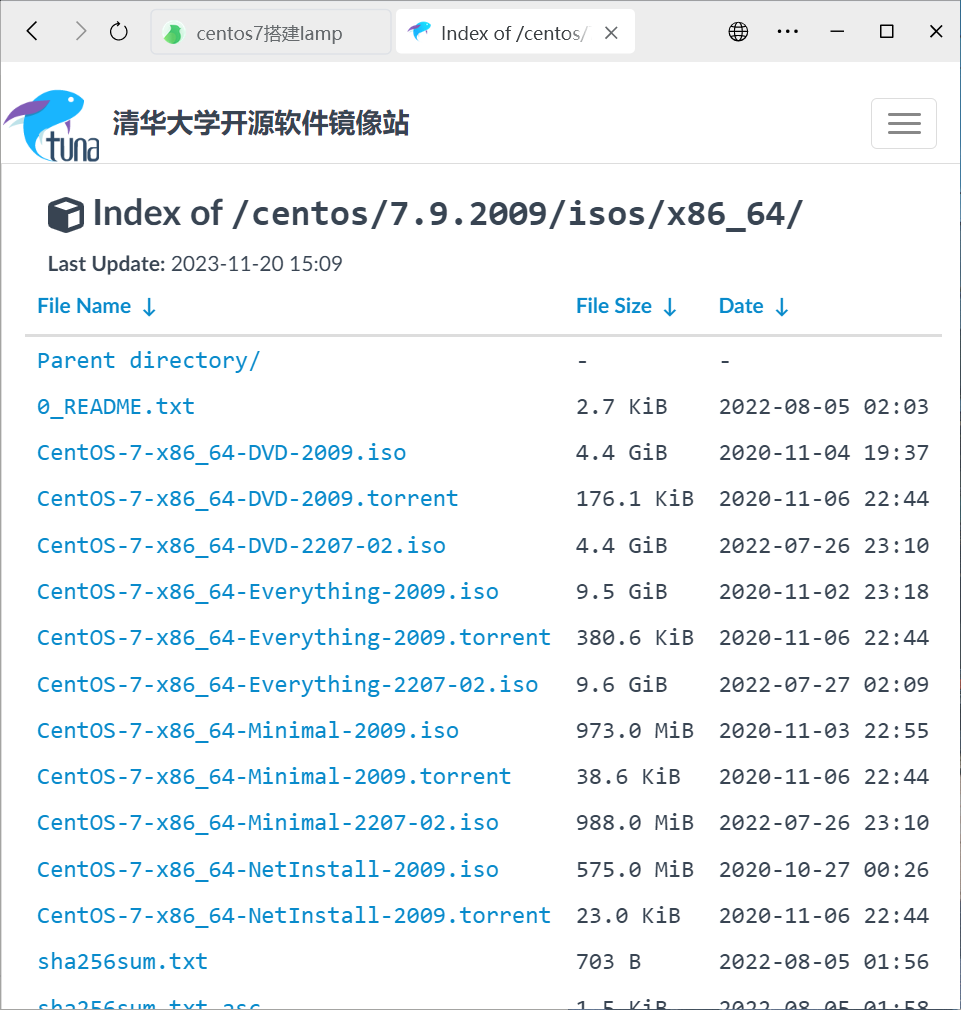 centos7搭建lamp
Index of /centos/
tuna
清华大学开源软件镜像站
Index of /centos/7.9.2009/isos/x86_64/
Last Update: 2023-11-20 15:09
File Name ↓ File Size ↓ Date ↓
Parent directory/ - -
0_README.txt 2.7 KiB 2022-08-05 02:03
CentOS-7-x86_64-DVD-2009.iso 4.4 GiB 2020-11-04 19:37
CentOS-7-x86_64-DVD-2009.torrent 176.1 KiB 2020-11-06 22:44
CentOS-7-x86_64-DVD-2207-02.iso 4.4 GiB 2022-07-26 23:10
CentOS-7-x86_64-Everything-2009.iso 9.5 GiB 2020-11-02 23:18
CentOS-7-x86_64-Everything-2009.torrent 380.6 KiB 2020-11-06 22:44
CentOS-7-x86_64-Everything-2207-02.iso 9.6 GiB 2022-07-27 02:09
CentOS-7-x86_64-Minimal-2009.iso 973.0 MiB 2020-11-03 22:55
CentOS-7-x86_64-Minimal-2009.torrent 38.6 KiB 2020-11-06 22:44
CentOS-7-x86_64-Minimal-2207-02.iso 988.0 MiB 2022-07-26 23:10
CentOS-7-x86_64-NetInstall-2009.iso 575.0 MiB 2020-10-27 00:26
CentOS-7-x86_64-NetInstall-2009.torrent 23.0 KiB 2020-11-06 22:44
sha256sum.txt 703 B 2022-08-05 01:56
sha256sum.txt.asc 1.5 KiB 2022-08-05 01:58